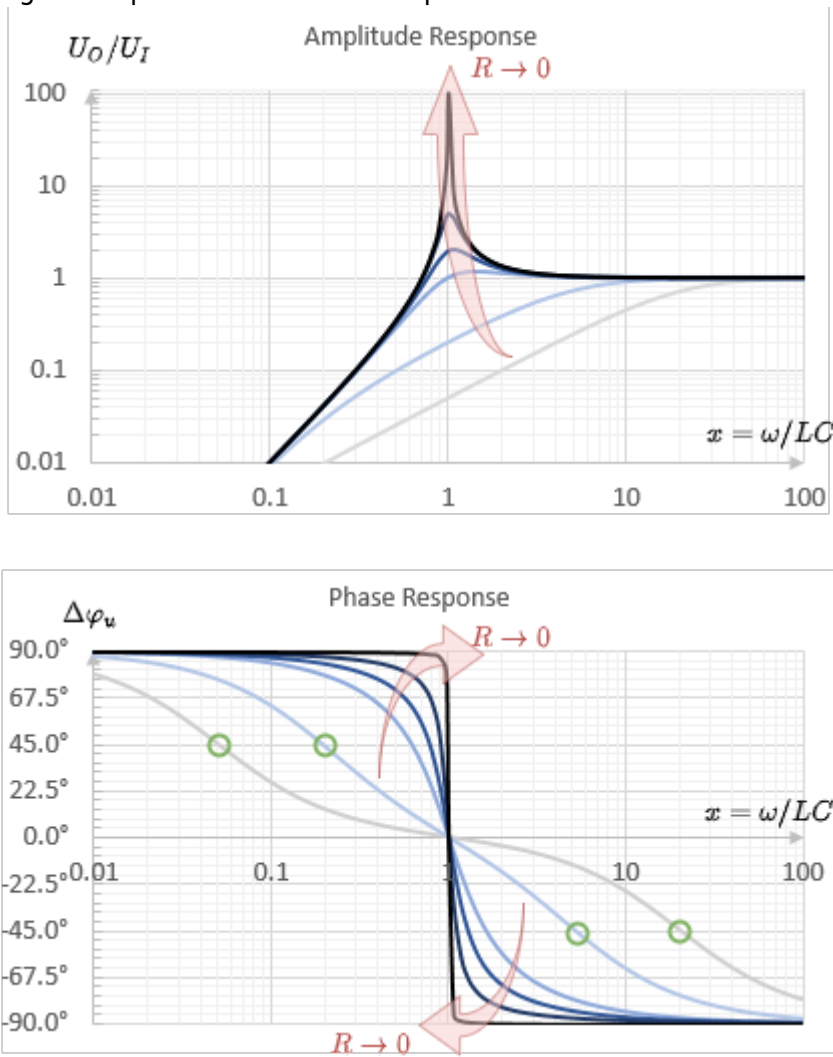 Amplitude Response
U_O/U_I
R → 0
100
10
1
0.1
x = ω/LC
0.01
0.01 0.1 1 10 100
Phase Response
Δφ_u
R → 0
90.0°
67.5°
45.0°
22.5°
x = ω/LC
0.0°
0.01 0.1 1 10 100
-22.5°
-45.0°
-67.5°
-90.0°
R → 0